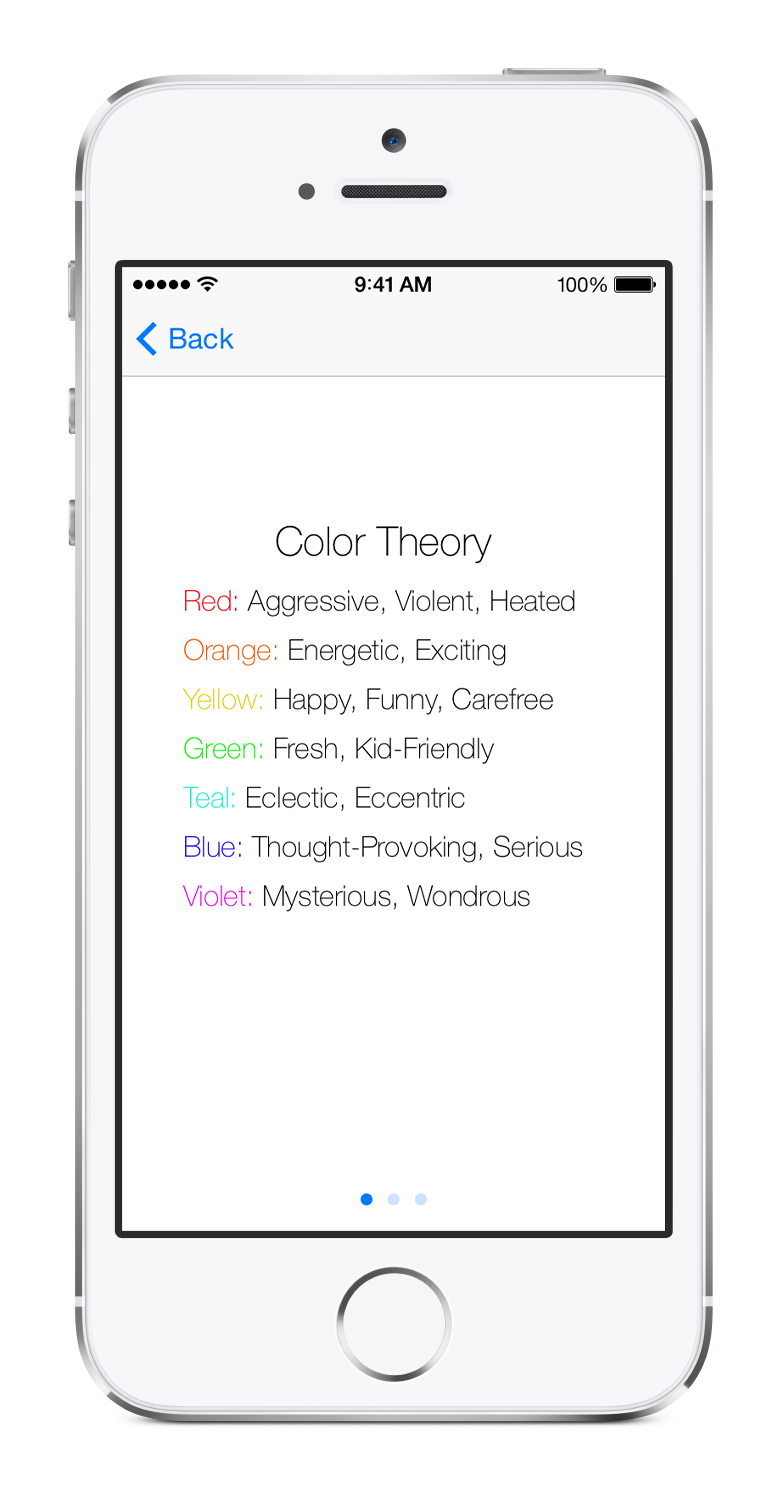 9:41 AM 100%
Back
Color Theory
Red: Aggressive, Violent, Heated
Orange: Energetic, Exciting
Yellow: Happy, Funny, Carefree
Green: Fresh, Kid-Friendly
Teal: Eclectic, Eccentric
Blue: Thought-Provoking, Serious
Violet: Mysterious, Wondrous